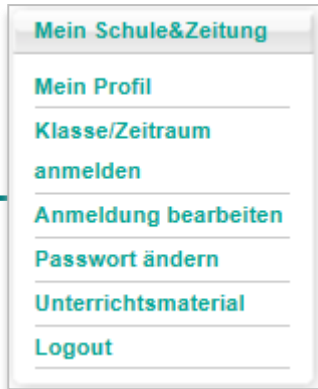 Mein Schule&Zeitung
Mein Profil
Klasse/Zeitraum
anmelden
Anmeldung bearbeiten
Passwort ändern
Unterrichtsmaterial
Logout